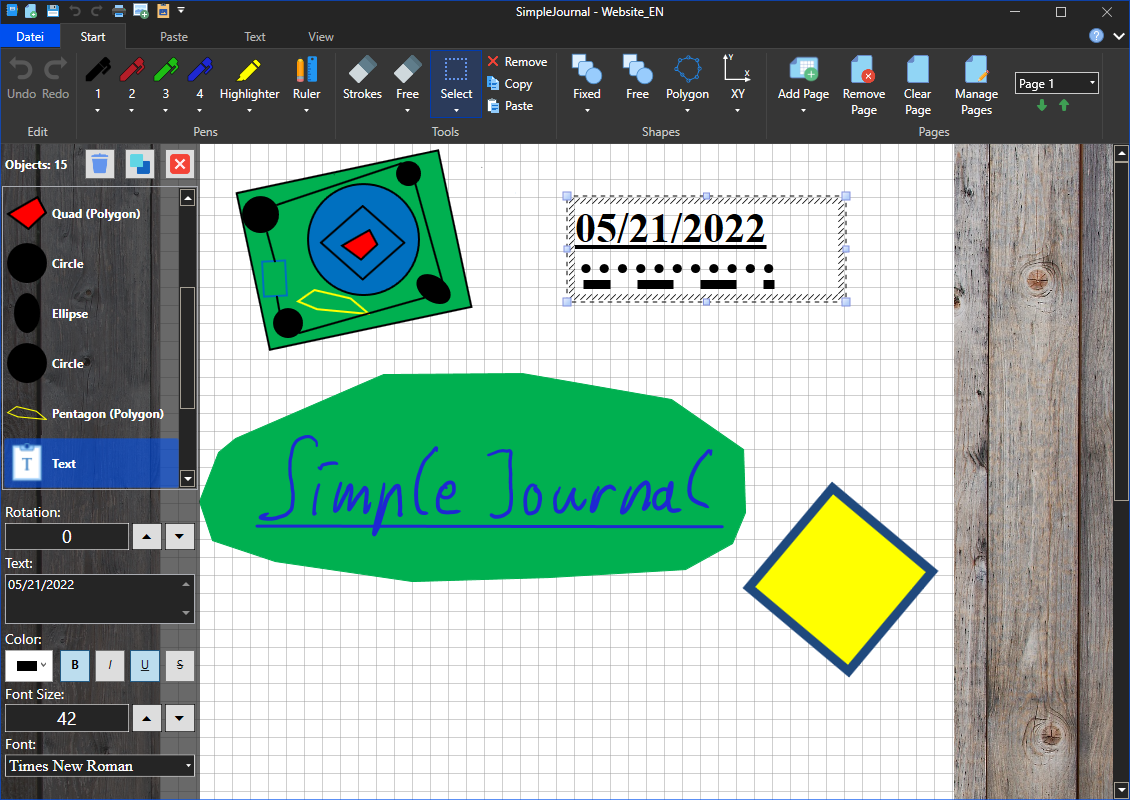 SimpleJournal - Website_EN
Datei Start Paste Text View
Undo Redo 1 2 3 4 Highlighter Ruler Strokes Free Select Remove Copy Paste Fixed Free Polygon XY Add Page Remove Page Clear Page Manage Pages Page 1
Edit Pens Tools Shapes Pages
Objects: 15
Quad (Polygon)
Circle
Ellipse
Circle
Pentagon (Polygon)
T Text
Rotation:
0
Text:
05/21/2022
Color:
B I U S
Font Size:
42
Font:
Times New Roman
05/21/2022
Simple Journal